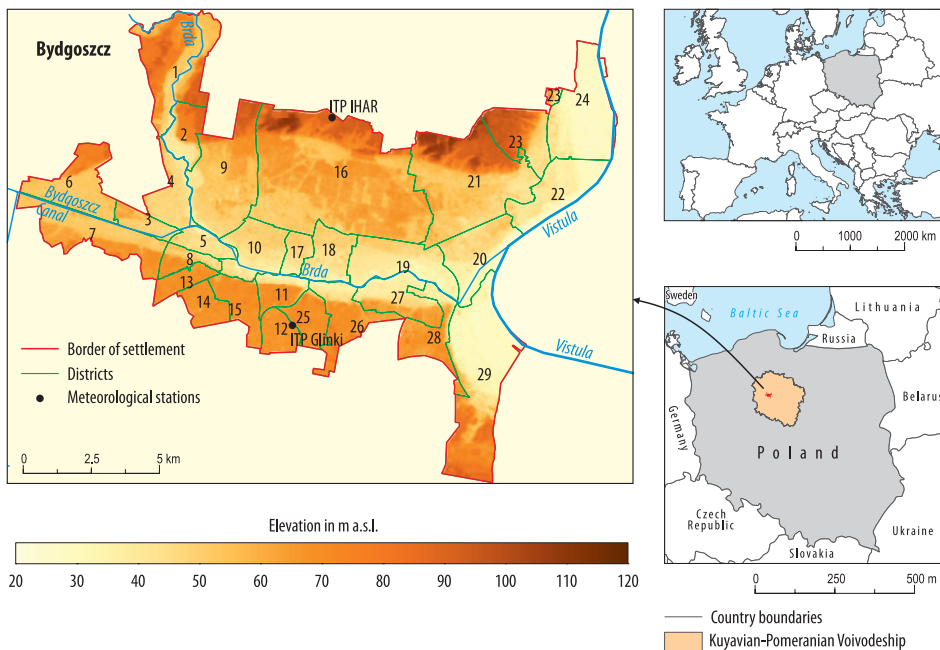 Bydgoszcz
Brda
1
2
ITP IHAR
23
24
23
9
16
21
4
6
22
Bydgoszcz
Canal
3
7
Vistula
5
10
17
18
8
19
20
Brda
13
14
15
11
27
12
25
ITP Glinki
26
28
29
Vistula
Border of settlement
Districts
Meteorological stations
0 2.5 5 km
Elevation in m a.s.l.
20 30 40 50 60 70 80 90 100 110 120
0 1000 2000 km
Sweden
Baltic Sea
Lithuania
Russia
Belarus
Germany
Poland
Czech
Republic
Ukraine
Slovakia
0 250 500 m
Country boundaries
Kuyavian-Pomeranian Voivodeship